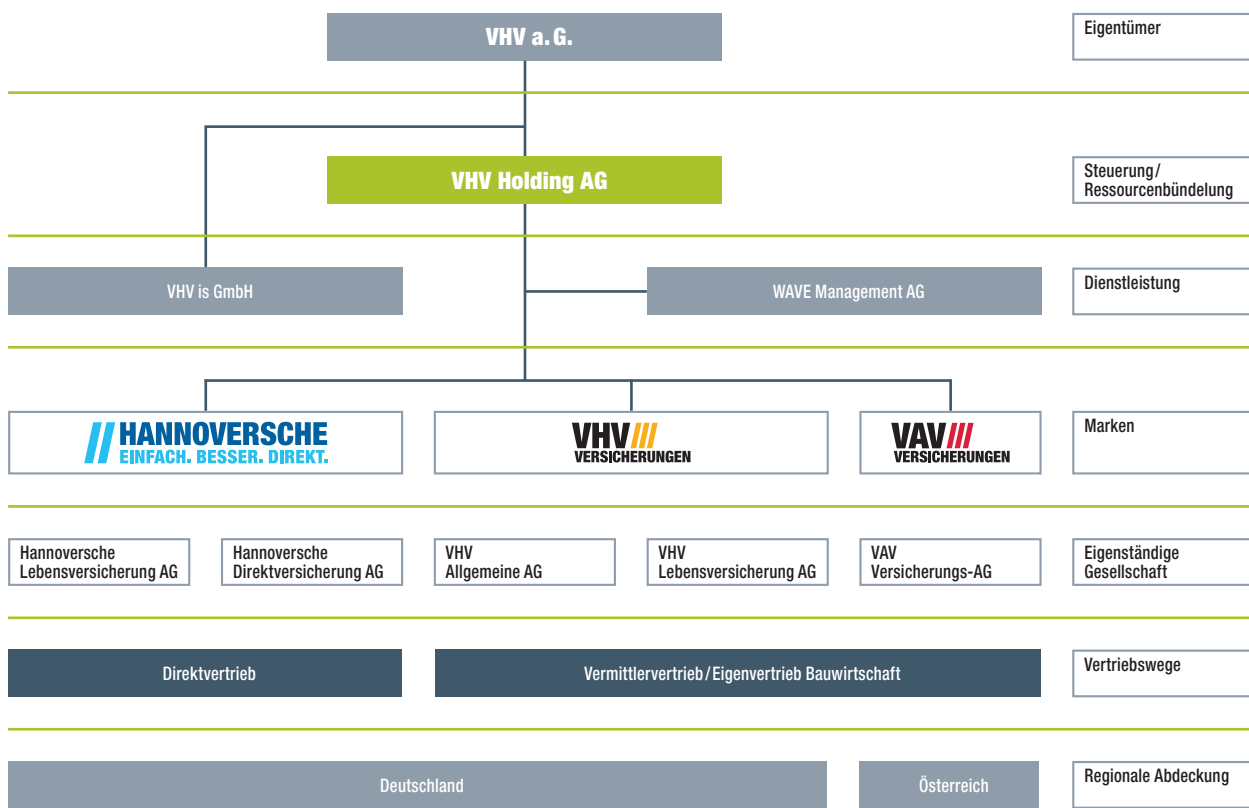 VHV a. G.
Eigentümer
VHV Holding AG
Steuerung/
Ressourcenbündelung
VHV is GmbH
WAVE Management AG
Dienstleistung
HANNOVERSCHE
EINFACH. BESSER. DIREKT.
VHV
VERSICHERUNGEN
VAV
VERSICHERUNGEN
Marken
Hannoversche
Lebensversicherung AG
Hannoversche
Direktversicherung AG
VHV
Allgemeine AG
VHV
Lebensversicherung AG
VAV
Versicherungs-AG
Eigenständige
Gesellschaft
Direktvertrieb
Vermittlervertrieb/Eigenvertrieb Bauwirtschaft
Vertriebswege
Deutschland
Österreich
Regionale Abdeckung